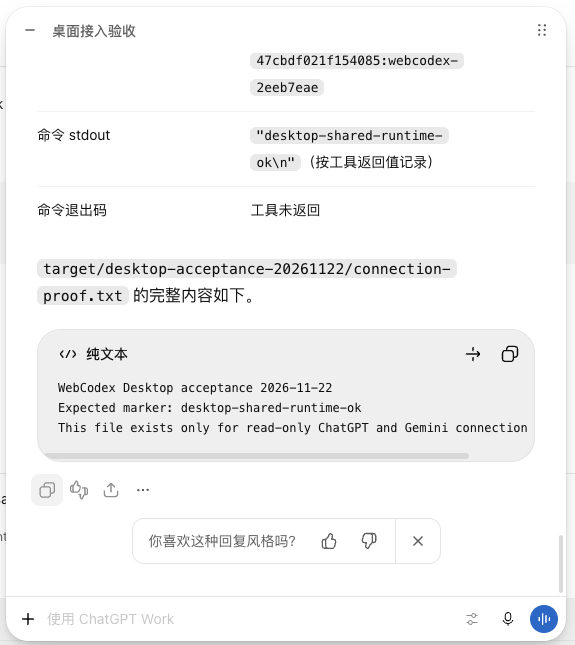 桌面接入验收
47cbdf021f154085:webcodex-
2eeb7eae
命令 stdout
"desktop-shared-runtime-
ok\n" （按工具返回值记录）
命令退出码 工具未返回
target/desktop-acceptance-20261122/connection-
proof.txt 的完整内容如下。
纯文本
WebCodex Desktop acceptance 2026-11-22
Expected marker: desktop-shared-runtime-ok
This file exists only for read-only ChatGPT and Gemini connection
你喜欢这种回复风格吗？
使用 ChatGPT Work